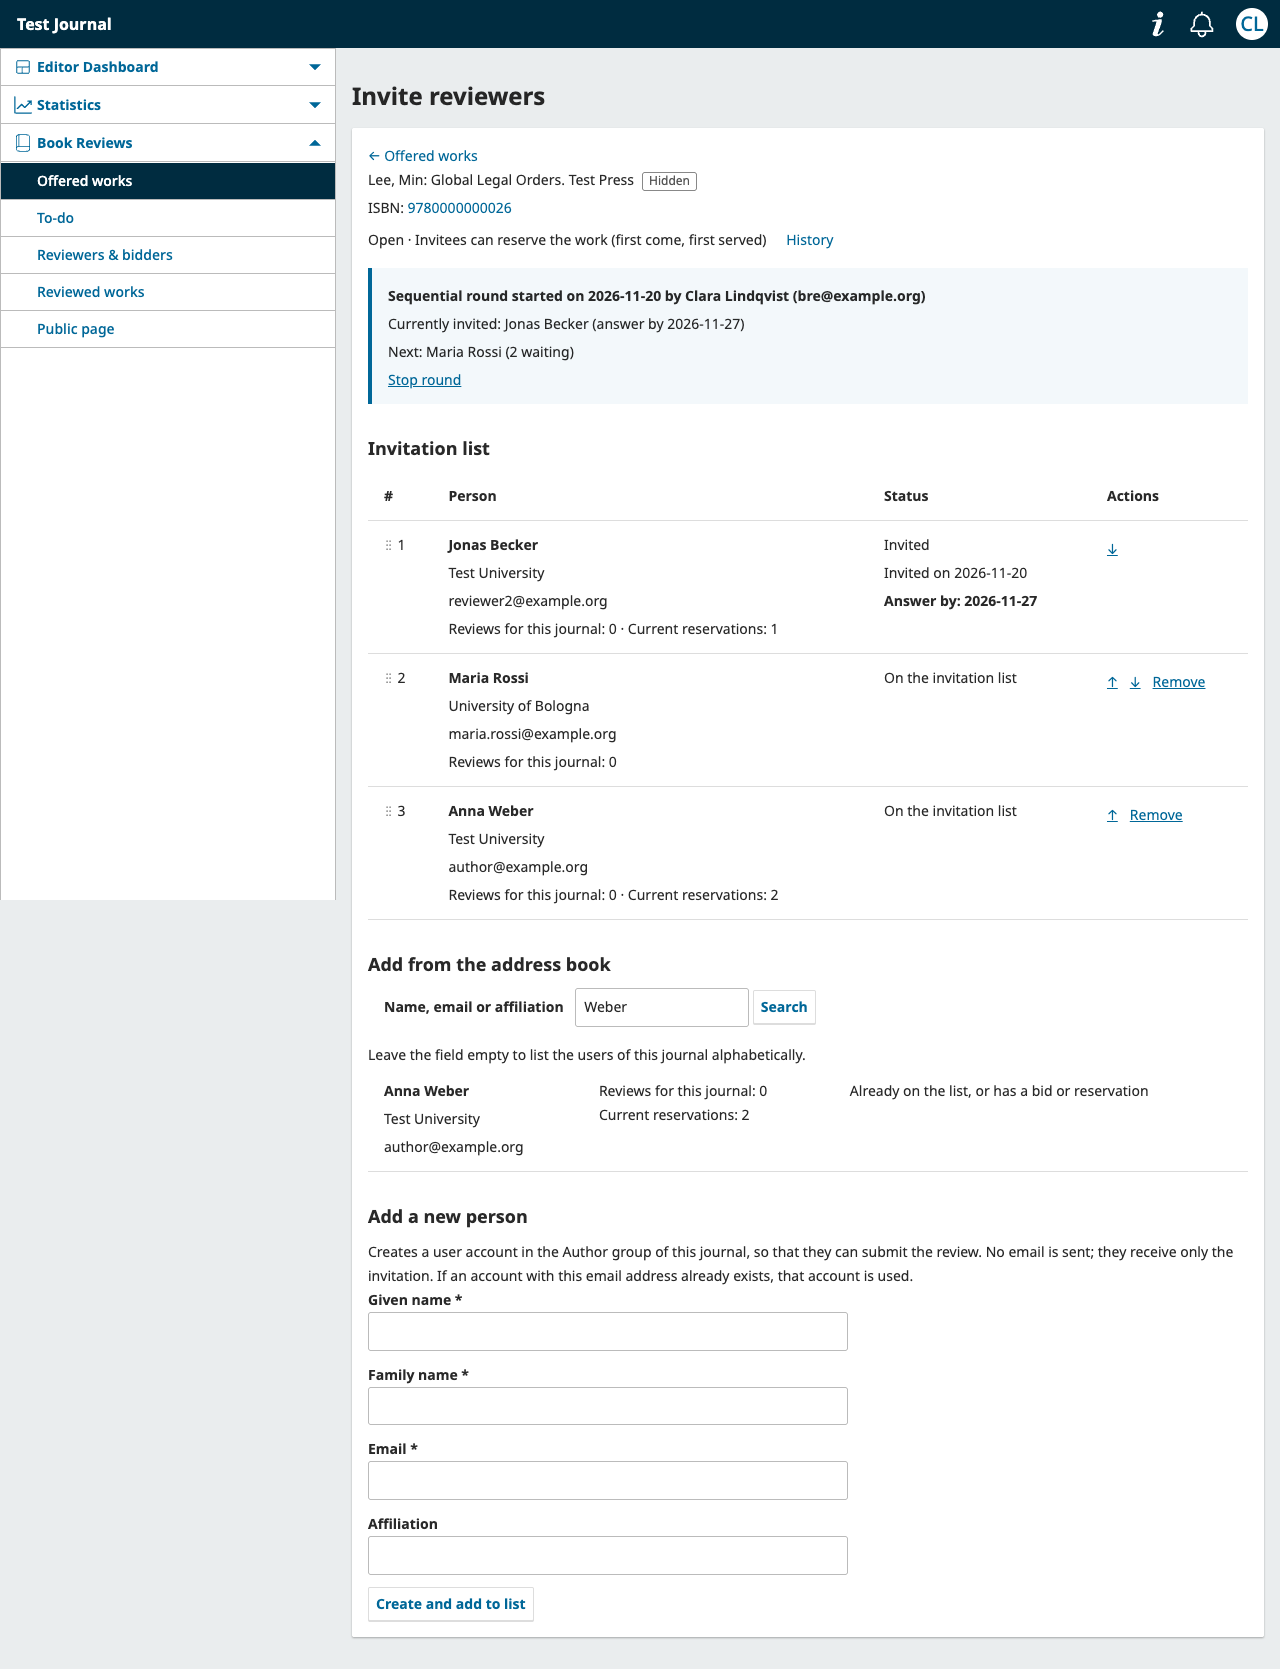 Test Journal
CL
Editor Dashboard
Statistics
Book Reviews
Offered works
To-do
Reviewers & bidders
Reviewed works
Public page
Invite reviewers
← Offered works
Lee, Min: Global Legal Orders. Test Press Hidden
ISBN: 9780000000026
Open · Invitees can reserve the work (first come, first served) History
Sequential round started on 2026-11-20 by Clara Lindqvist (bre@example.org)
Currently invited: Jonas Becker (answer by 2026-11-27)
Next: Maria Rossi (2 waiting)
Stop round
Invitation list
# Person Status Actions
1 Jonas Becker Invited ↓
Test University Invited on 2026-11-20
reviewer2@example.org Answer by: 2026-11-27
Reviews for this journal: 0 · Current reservations: 1
2 Maria Rossi On the invitation list ↑ ↓ Remove
University of Bologna
maria.rossi@example.org
Reviews for this journal: 0
3 Anna Weber On the invitation list ↑ Remove
Test University
author@example.org
Reviews for this journal: 0 · Current reservations: 2
Add from the address book
Name, email or affiliation Weber Search
Leave the field empty to list the users of this journal alphabetically.
Anna Weber Reviews for this journal: 0 Already on the list, or has a bid or reservation
Test University Current reservations: 2
author@example.org
Add a new person
Creates a user account in the Author group of this journal, so that they can submit the review. No email is sent; they receive only the
invitation. If an account with this email address already exists, that account is used.
Given name *
Family name *
Email *
Affiliation
Create and add to list